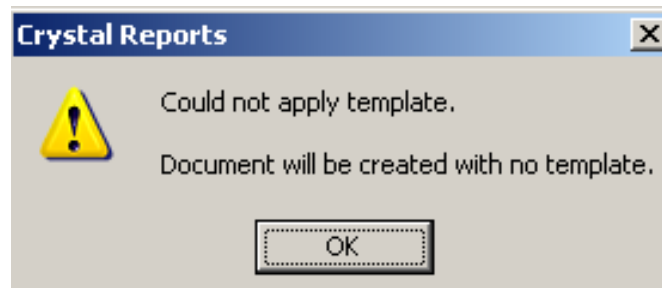 Crystal Reports
Could not apply template.
Document will be created with no template.
OK